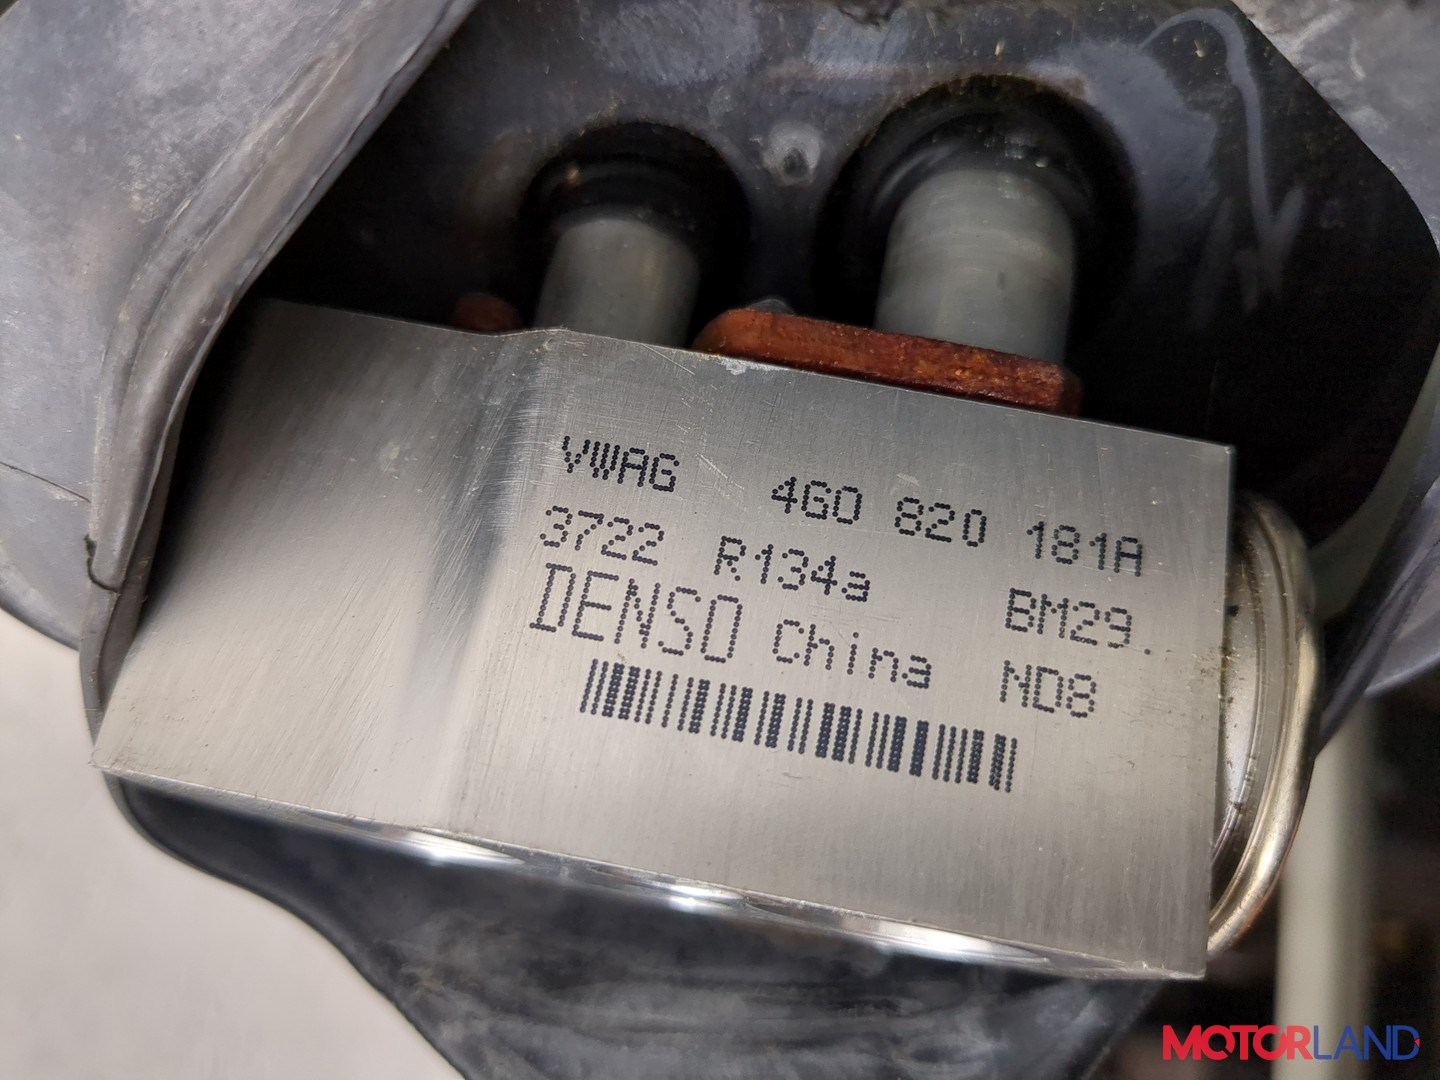 VWAG 4G0 820 181A
3722 R134a BM29.
DENSO China ND8
MOTORLAND